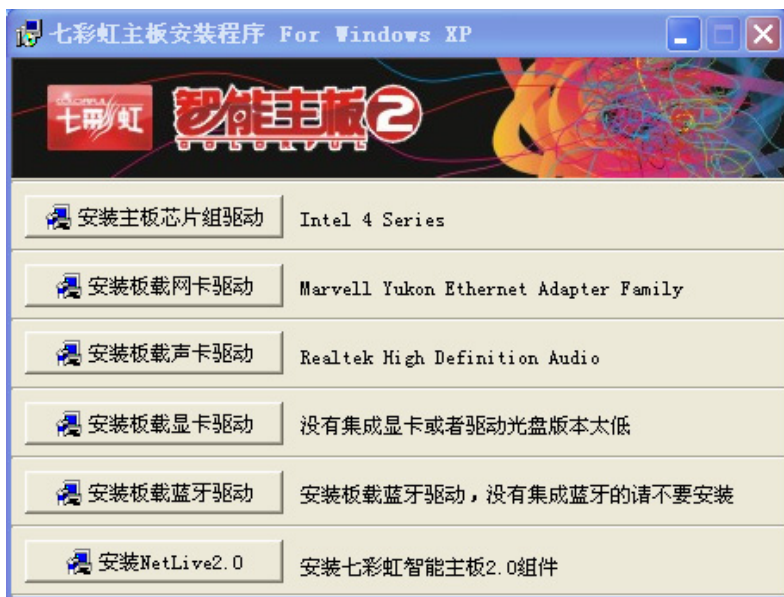 七彩虹主板安装程序 For Windows XP
COLORFUL
七彩虹
智能主板2
COLORFUL
安装主板芯片组驱动 Intel 4 Series
安装板载网卡驱动 Marvell Yukon Ethernet Adapter Family
安装板载声卡驱动 Realtek High Definition Audio
安装板载显卡驱动 没有集成显卡或者驱动光盘版本太低
安装板载蓝牙驱动 安装板载蓝牙驱动，没有集成蓝牙的请不要安装
安装NetLive2.0 安装七彩虹智能主板2.0组件